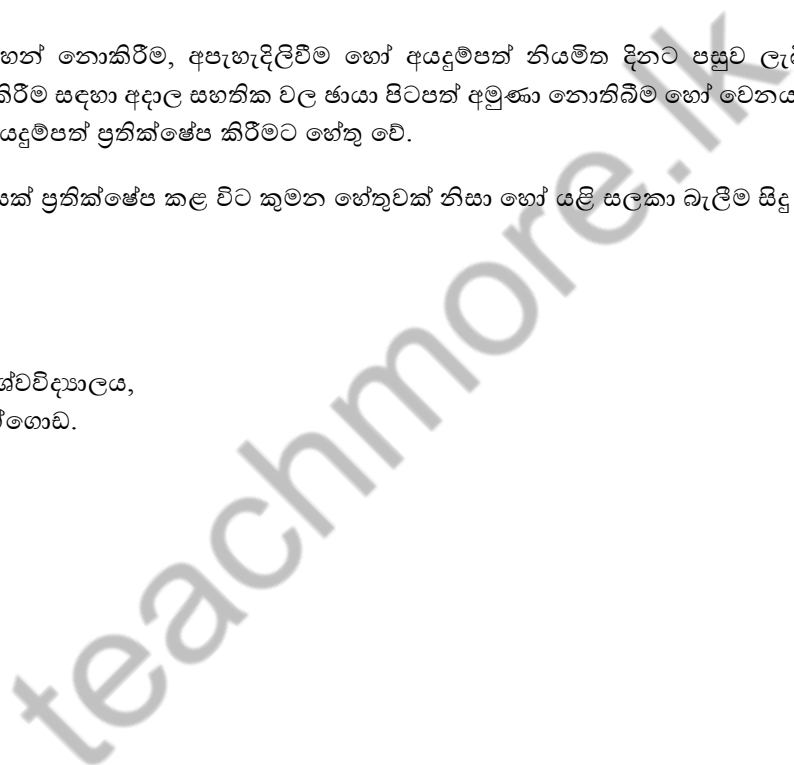 හන් නොකිරීම, අපැහැදිලිවීම හෝ අයදුම්පත් නියමිත දිනට පසුව
කිරීම සඳහා අදාල සහතික වල ඡායා පිටපත් අමුණා නොතිබීම හෝ වෙනය
යදුම්පත් ප්‍රතික්ෂේප කිරීමට හේතු වේ.
සක් ප්‍රතික්ෂේප කළ විට කුමන හේතුවක් නිසා හෝ යළි සලකා බැලීම සිදු
ශ්වවිද්‍යාලය,
ගොඩ.
teachmore.lk